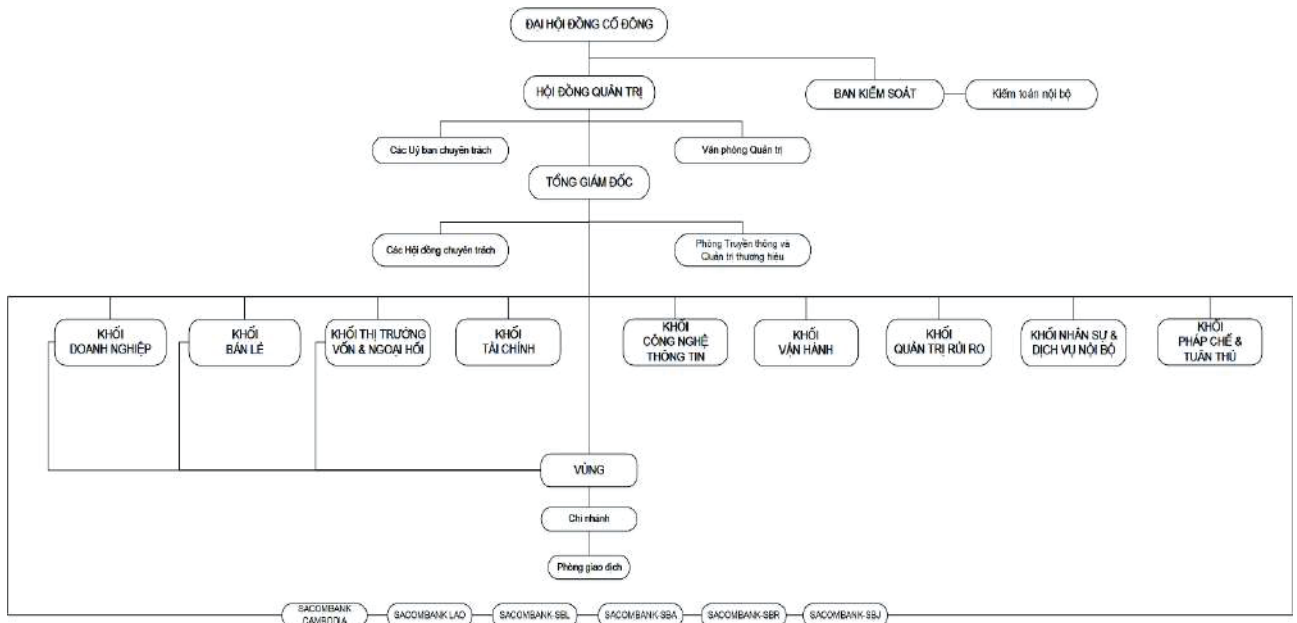 ĐẠI HỘI ĐỒNG CỔ ĐÔNG
HỘI ĐỒNG QUẢN TRỊ
BAN KIỂM SOÁT
Kiểm toán nội bộ
Các Uỷ ban chuyên trách
Văn phòng Quản trị
TỔNG GIÁM ĐỐC
Các Hội đồng chuyên trách
Phòng Truyền thông và
Quản trị thương hiệu
KHỐI
DOANH NGHIỆP
KHỐI
BÁN LẺ
KHỐI THỊ TRƯỜNG
VỐN & NGOẠI HỐI
KHỐI
TÀI CHÍNH
KHỐI
CÔNG NGHỆ
THÔNG TIN
KHỐI
VẬN HÀNH
KHỐI
QUẢN TRỊ RỦI RO
KHỐI NHÂN SỰ &
DỊCH VỤ NỘI BỘ
KHỐI
PHÁP CHẾ &
TUÂN THỦ
VÙNG
Chi nhánh
Phòng giao dịch
SACOMBANK
CAMBODIA
SACOMBANK LAO
SACOMBANK-SBL
SACOMBANK-SBA
SACOMBANK-SBR
SACOMBANK-SBJ